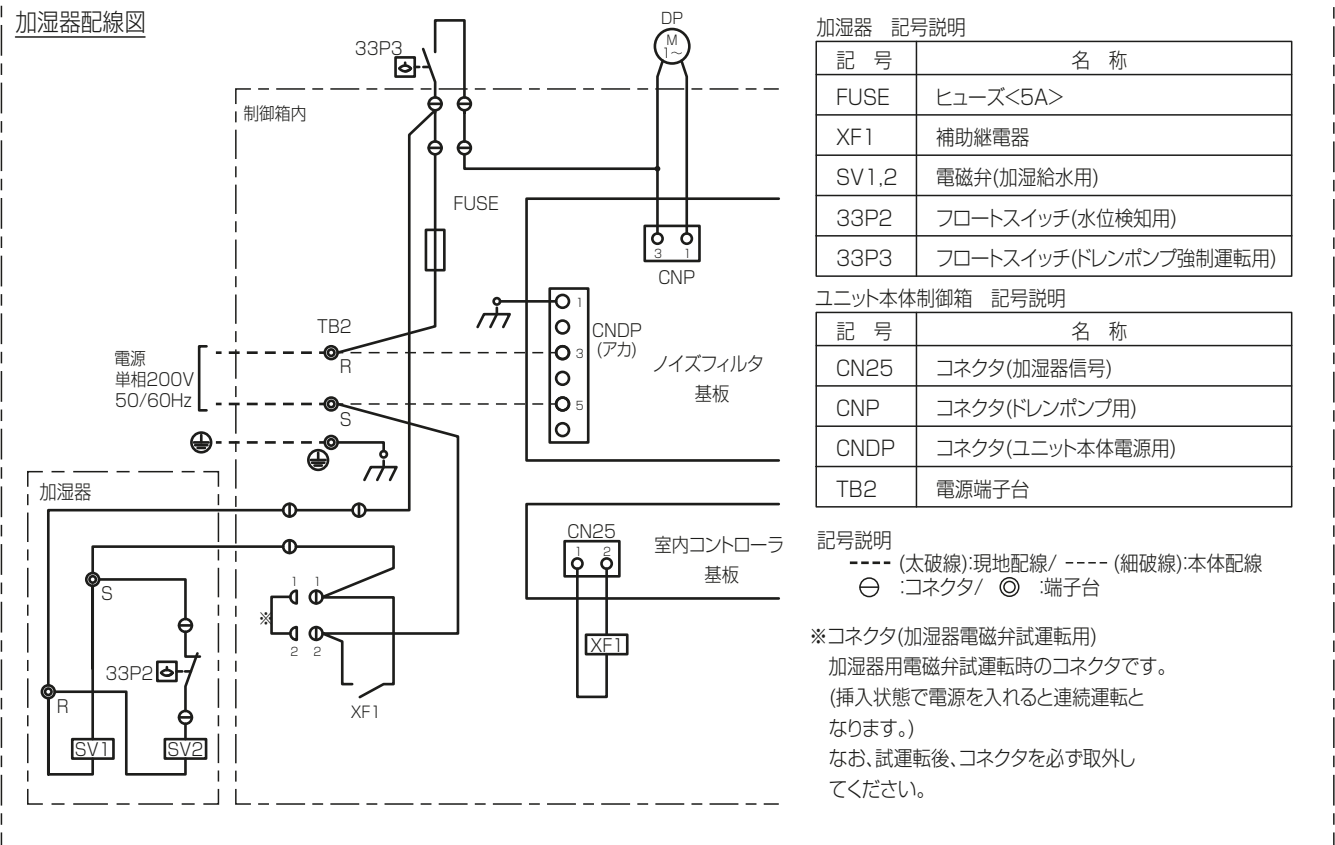 加湿器配線図
33P3
DP
M
1～
制御箱内
FUSE
3 1
CNP
TB2
1
CNDP
(アカ)
3
5
R
S
ノイズフィルタ
基板
電源
単相200V
50/60Hz
加湿器
CN25
1 2
室内コントローラ
基板
S
1 1
※
2 2
33P2
R
XF1
XF1
SV1
SV2
加湿器 記号説明
記 号 名 称
FUSE ヒューズ<5A>
XF1 補助継電器
SV1,2 電磁弁(加湿給水用)
33P2 フロートスイッチ(水位検知用)
33P3 フロートスイッチ(ドレンポンプ強制運転用)
ユニット本体制御箱 記号説明
記 号 名 称
CN25 コネクタ(加湿器信号)
CNP コネクタ(ドレンポンプ用)
CNDP コネクタ(ユニット本体電源用)
TB2 電源端子台
記号説明
---- (太破線):現地配線/ ---- (細破線):本体配線
⊖ :コネクタ/ ◎ :端子台
※コネクタ(加湿器電磁弁試運転用)
加湿器用電磁弁試運転時のコネクタです。
(挿入状態で電源を入れると連続運転と
なります。)
なお、試運転後、コネクタを必ず取外し
てください。